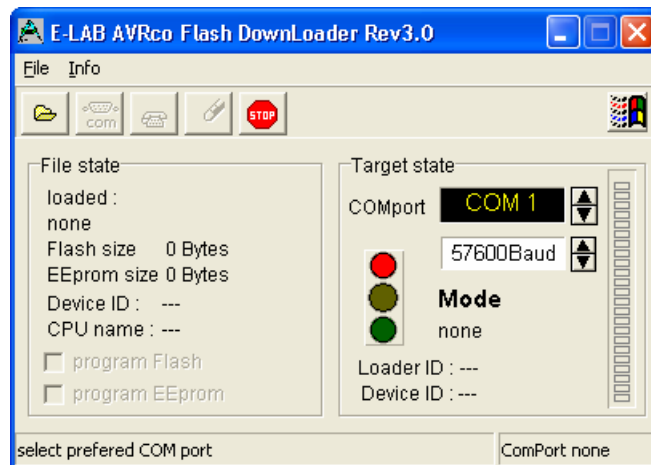 E-LAB AVRco Flash DownLoader Rev3.0
File Info
com
STOP
File state
loaded :
none
Flash size 0 Bytes
EEprom size 0 Bytes
Device ID : ---
CPU name : ---
program Flash
program EEprom
Target state
COMport COM 1
57600Baud
Mode
none
Loader ID : ---
Device ID : ---
select prefered COM port
ComPort none